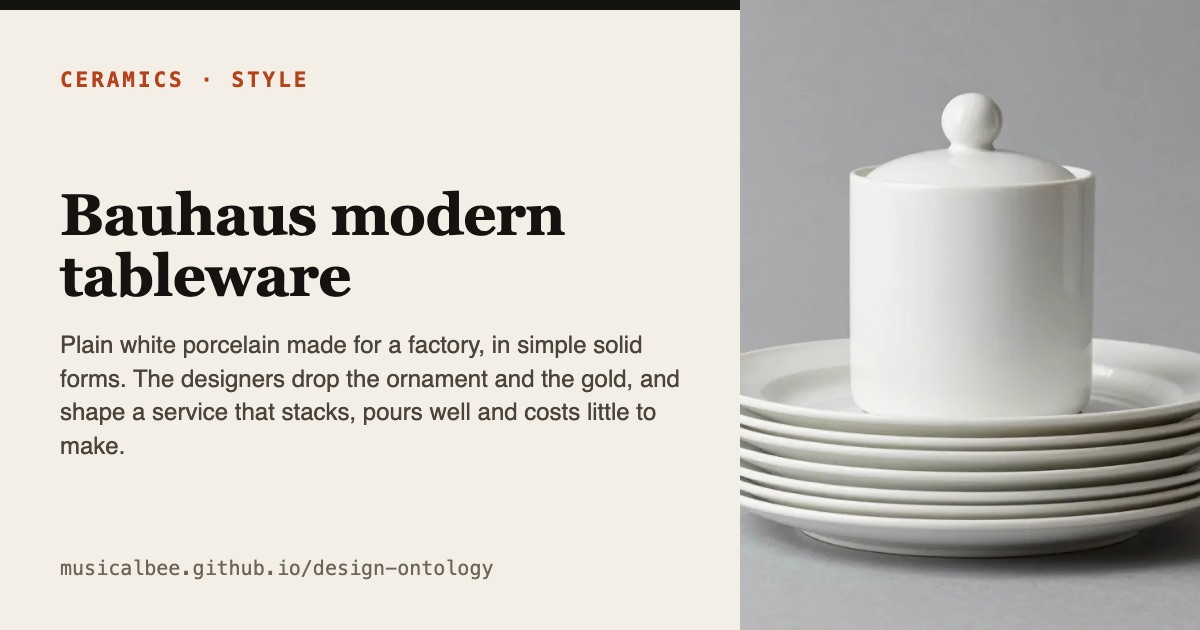 CERAMICS · STYLE
Bauhaus modern
tableware
Plain white porcelain made for a factory, in simple solid
forms. The designers drop the ornament and the gold, and
shape a service that stacks, pours well and costs little to
make.
musicalbee.github.io/design-ontology